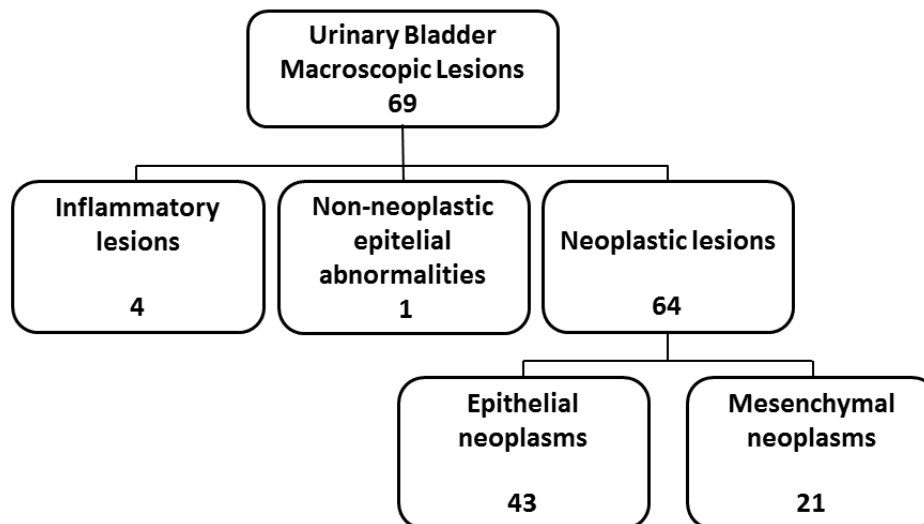 Urinary Bladder
Macroscopic Lesions
69
Inflammatory
lesions
4
Non-neoplastic
epitelial
abnormalities
1
Neoplastic lesions
64
Epithelial
neoplasms
43
Mesenchymal
neoplasms
21